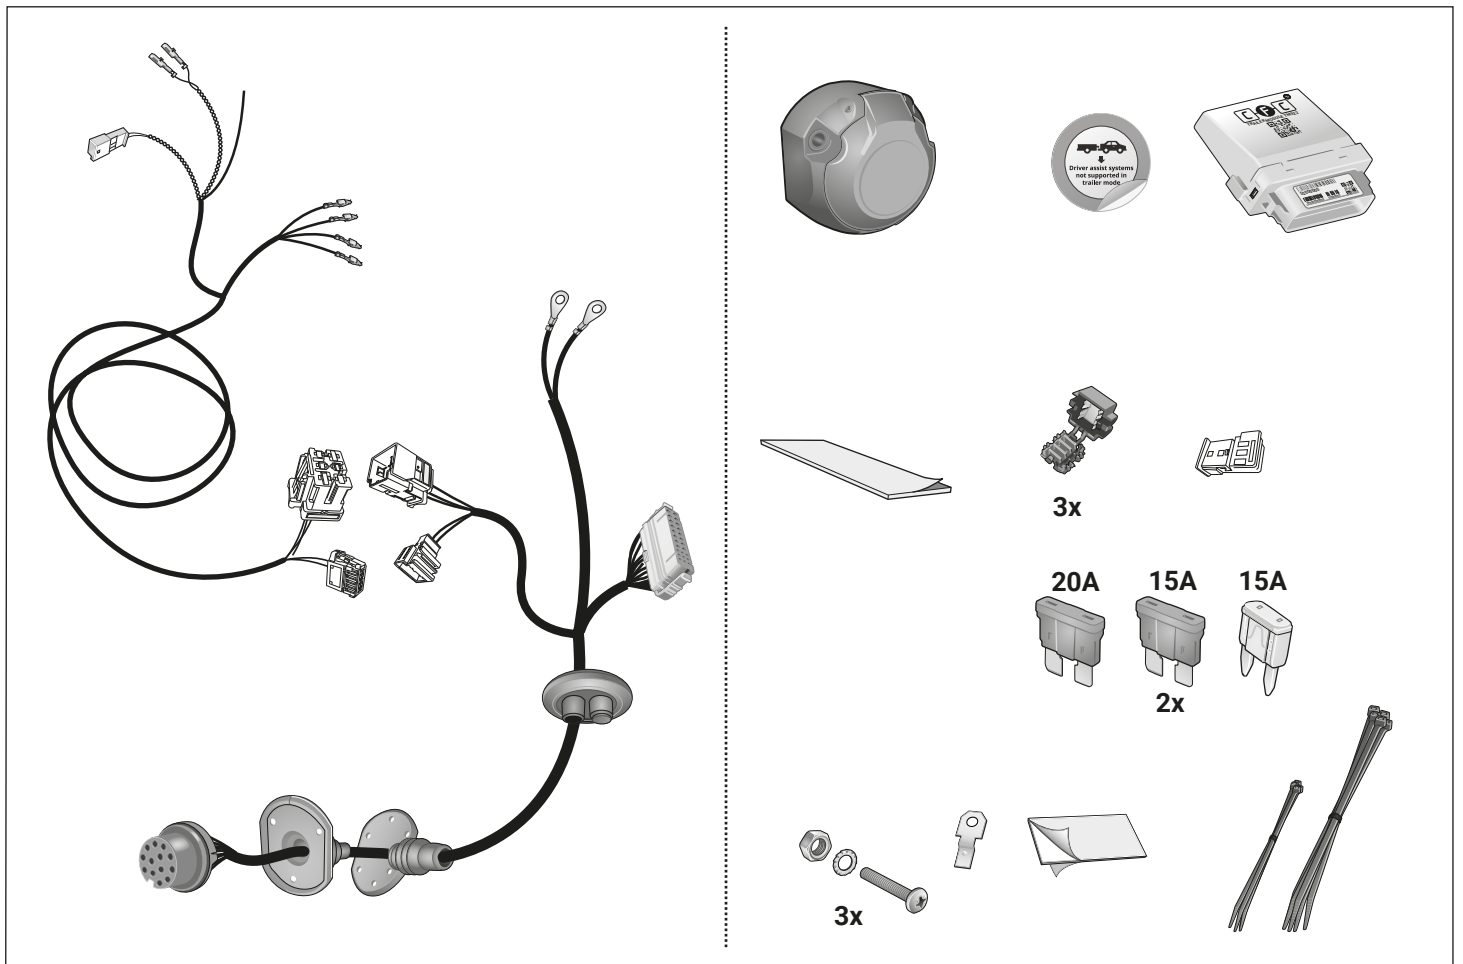 C F C
Driver assist systems
not supported in
trailer mode
3x
20A
15A
15A
2x
3x